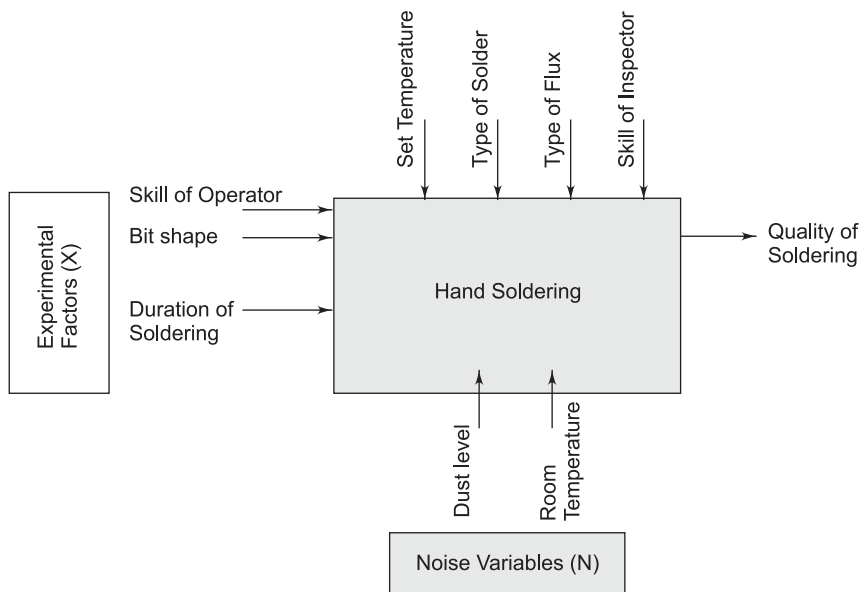 Set Temperature
Type of Solder
Type of Flux
Skill of Inspector
Experimental
Factors (X)
Skill of Operator
Bit shape
Duration of
Soldering
Hand Soldering
Quality of
Soldering
Dust level
Room
Temperature
Noise Variables (N)